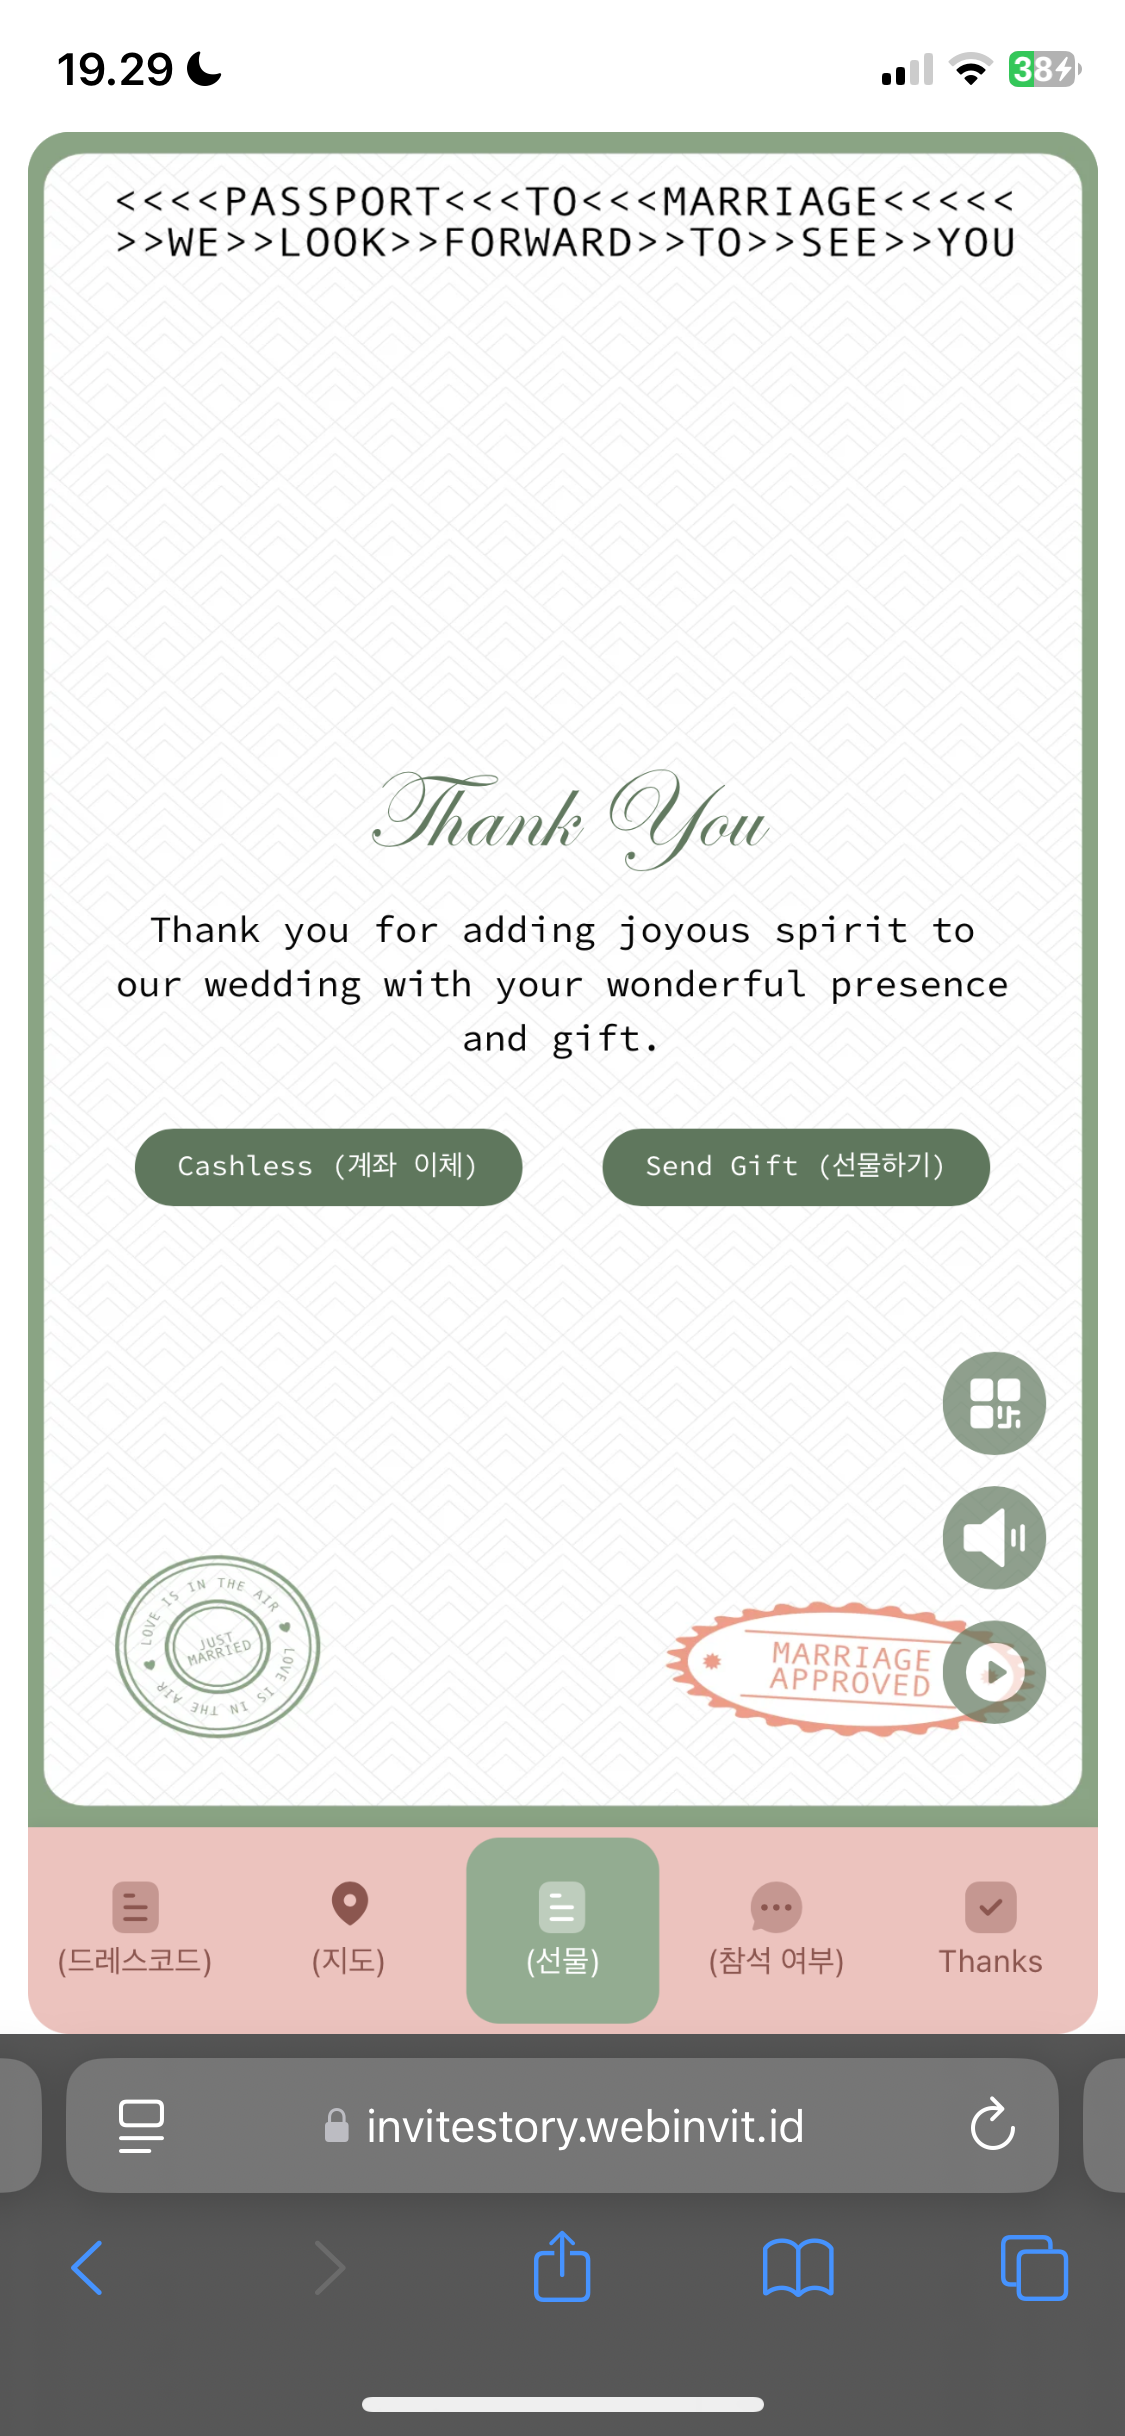 19.29
38
<<<<PASSPORT<<<TO<<<MARRIAGE<<<<<
>>WE>>LOOK>>FORWARD>>TO>>SEE>>YOU
Thank You
Thank you for adding joyous spirit to
our wedding with your wonderful presence
and gift.
Cashless (계좌 이체)
Send Gift (선물하기)
LOVE IS IN THE AIR
LOVE IS IN THE AIR
JUST
MARRIED
MARRIAGE
APPROVED
(드레스코드)
(지도)
(선물)
(참석 여부)
Thanks
invitestory.webinvit.id